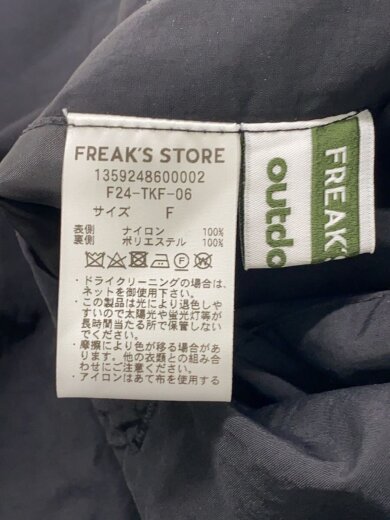 FREAK'S STORE
1359248600002
F24-TKF-06
サイズ F
表側 ナイロン 100%
裏側 ポリエステル 100%
・ドライクリーニングの場合は、
ネットを御使用下さい。
・この製品は光により退色しや
すいので太陽光や蛍光灯等が
長時間当たる所で保管しない
でください。
・摩擦により色が移る場合があ
ります。他の衣類との組み合
わせにご注意ください。
・アイロンはあて布を使用する
FREAK'S
outdo